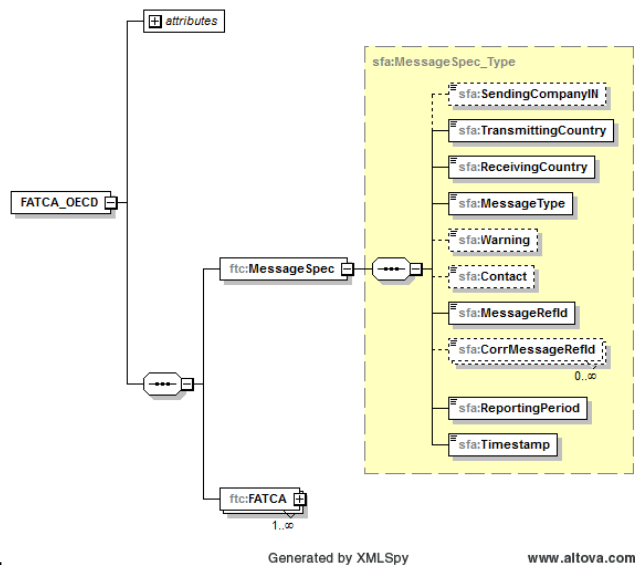 attributes
sfa:MessageSpec_Type
sfa:SendingCompanyIN
sfa:TransmittingCountry
sfa:ReceivingCountry
FATCA_OECD
sfa:MessageType
sfa:Warning
ftc:MessageSpec
sfa:Contact
sfa:MessageRefId
sfa:CorrMessageRefId
0..∞
sfa:ReportingPeriod
sfa:Timestamp
ftc:FATCA
1..∞
Generated by XMLSpy
www.altova.com